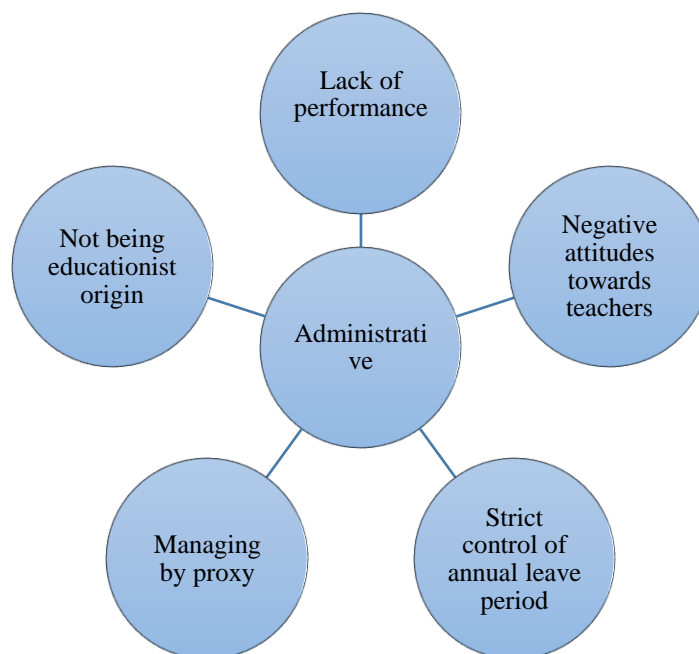 Lack of
performance
Negative
attitudes
towards
teachers
Not being
educationist
origin
Administrati
ve
Managing
by proxy
Strict
control of
annual leave
period